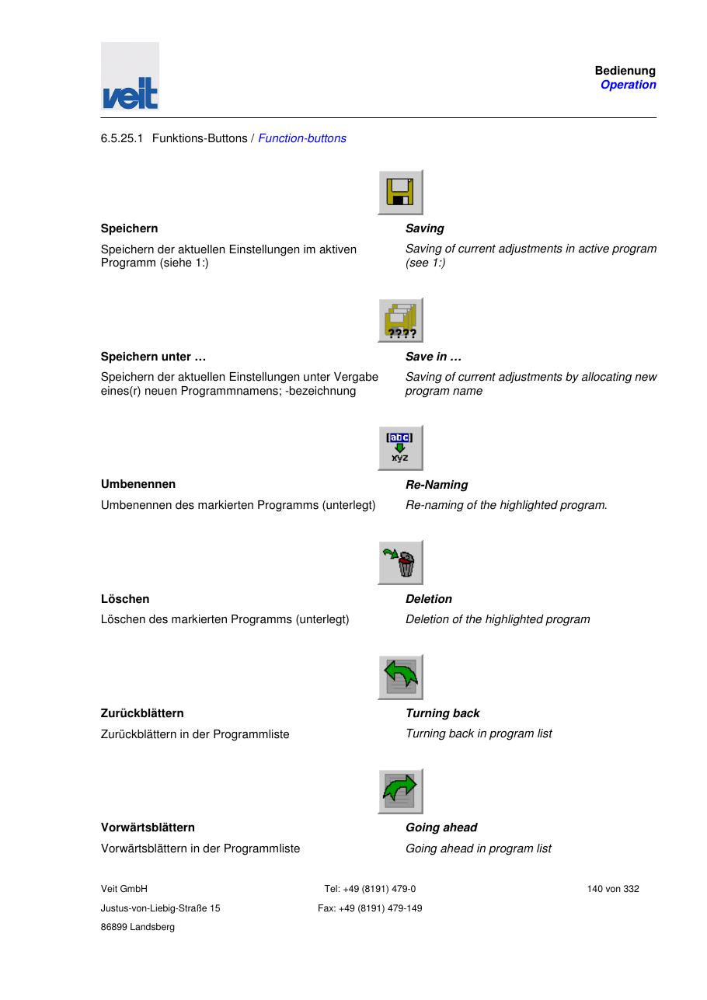 veit
Bedienung
Operation
6.5.25.1 Funktions-Buttons / Function-buttons
Speichern
Speichern der aktuellen Einstellungen im aktiven
Programm (siehe 1:)
Saving
Saving of current adjustments in active program
(see 1:)
????
Speichern unter …
Speichern der aktuellen Einstellungen unter Vergabe
eines(r) neuen Programmnamens; -bezeichnung
Save in …
Saving of current adjustments by allocating new
program name
[abc]
xyz
Umbenennen
Umbenennen des markierten Programms (unterlegt)
Re-Naming
Re-naming of the highlighted program.
Löschen
Löschen des markierten Programms (unterlegt)
Deletion
Deletion of the highlighted program
Zurückblättern
Zurückblättern in der Programmliste
Turning back
Turning back in program list
Vorwärtsblättern
Vorwärtsblättern in der Programmliste
Going ahead
Going ahead in program list
Veit GmbH
Justus-von-Liebig-Straße 15
86899 Landsberg
Tel: +49 (8191) 479-0
Fax: +49 (8191) 479-149
140 von 332